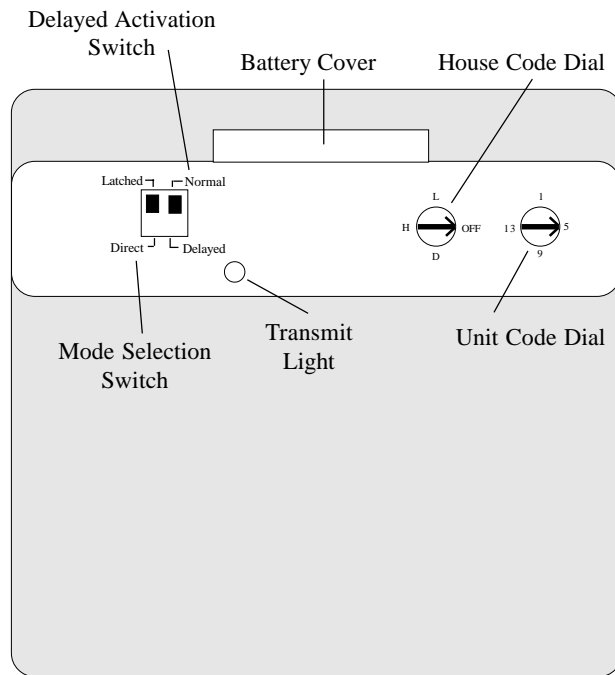 Delayed Activation
Switch
Battery Cover
House Code Dial
Latched
Normal
L
1
H
OFF
13
5
D
9
Direct
Delayed
Mode Selection
Switch
Transmit
Light
Unit Code Dial